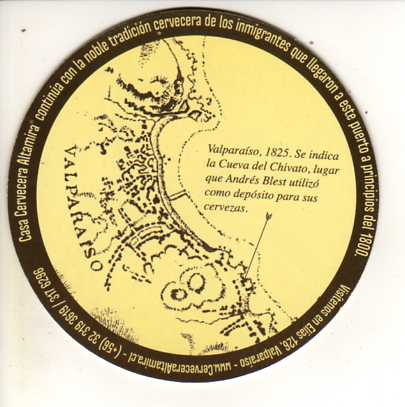 Casa Cervecera Altamira continúa con la noble tradición cervecera de los inmigrantes que llegaron a este puerto a principios del 1800.
Valparaíso, 1825. Se indica
la Cueva del Chivato, lugar
que Andrés Blest utilizó
como depósito para sus
cervezas.
VALPARAISO
Visítenos en Elías 126, Valparaíso - www.CerveceraAltamira.cl - (+56) 32 319 3619 / 317 6296